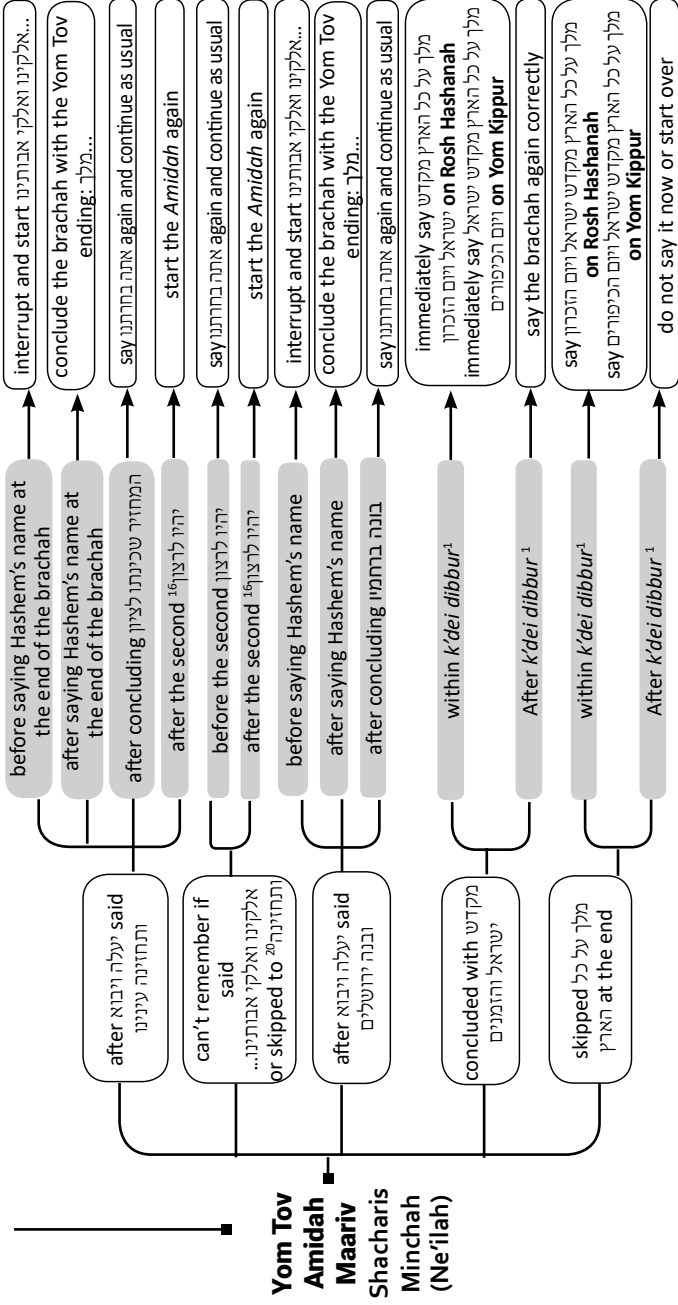 Yom Tov
Amidah
Maariv
Shacharis
Minchah
(Ne'ilah)
after יעלה ויבוא said
ותחזינה עינינו
before saying Hashem's name at
the end of the brachah
interrupt and start אלקינו ואלקי אבותינו...
after saying Hashem's name at
the end of the brachah
conclude the brachah with the Yom Tov
ending: מלך...
after concluding המחזיר שכינתו לציון
say אתה בחרתנו again and continue as usual
after the second יהיו לרצון16
start the Amidah again
can't remember if
said
אלקינו ואלקי אבותינו...
or skipped to ותחזינה20
before the second יהיו לרצון
say אתה בחרתנו again and continue as usual
after the second יהיו לרצון16
start the Amidah again
after יעלה ויבוא said
ובנה ירושלים
before saying Hashem's name
interrupt and start אלקינו ואלקי אבותינו...
after saying Hashem's name
conclude the brachah with the Yom Tov
ending: מלך...
after concluding בונה ברחמיו
say אתה בחרתנו again and continue as usual
concluded with מקדש
ישראל והזמנים
within k'dei dibbur1
immediately say מלך על כל הארץ מקדש
ישראל ויום הזכרון on Rosh Hashanah
immediately say מלך על כל הארץ מקדש ישראל
ויום הכיפורים on Yom Kippur
After k'dei dibbur 1
say the brachah again correctly
skipped מלך על כל
הארץ at the end
within k'dei dibbur1
say מלך על כל הארץ מקדש ישראל ויום הזכרון
on Rosh Hashanah
say מלך על כל הארץ מקדש ישראל ויום הכיפורים
on Yom Kippur
After k'dei dibbur 1
do not say it now or start over